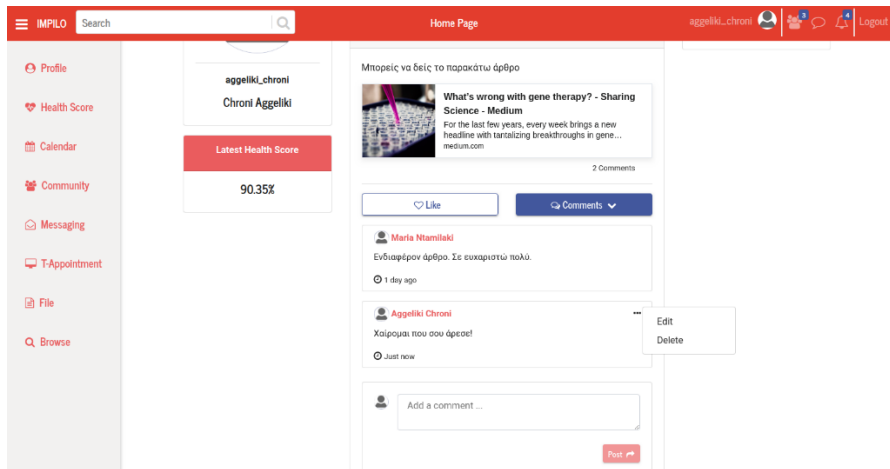 IMPILO
Search
Home Page
aggeliki_chroni
3
4
Logout
Profile
Health Score
Calendar
Community
Messaging
T-Appointment
File
Browse
aggeliki_chroni
Chroni Aggeliki
Latest Health Score
90.35%
Μπορείς να δείς το παρακάτω άρθρο
What's wrong with gene therapy? - Sharing
Science - Medium
For the last few years, every week brings a new
headline with tantalizing breakthroughs in gene...
medium.com
2 Comments
Like
Comments
Maria Ntamilaki
Ενδιαφέρον άρθρο. Σε ευχαριστώ πολύ.
1 day ago
Aggeliki Chroni
Χαίρομαι που σου άρεσε!
Just now
Edit
Delete
Add a comment ...
Post